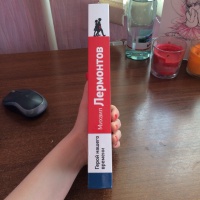 Михаил Лермонтов
Герой нашего
времени